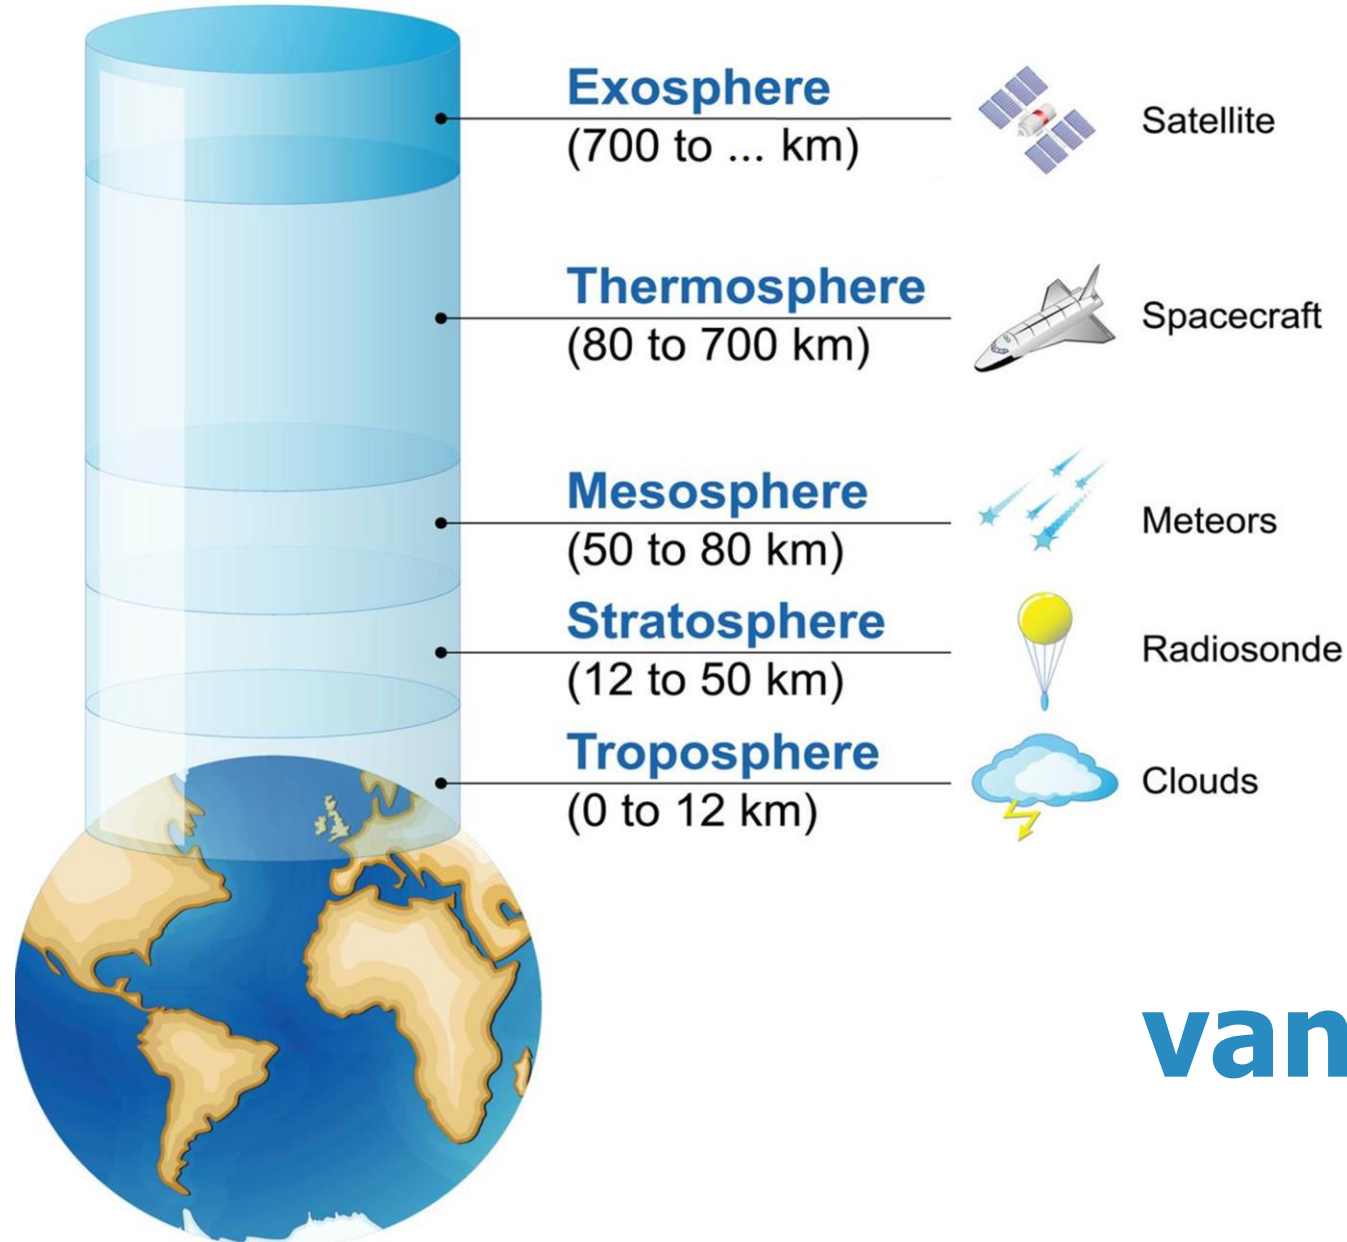 Exosphere
(700 to ... km)
Satellite
Thermosphere
(80 to 700 km)
Spacecraft
Mesosphere
(50 to 80 km)
Meteors
Stratosphere
(12 to 50 km)
Radiosonde
Troposphere
(0 to 12 km)
Clouds
van